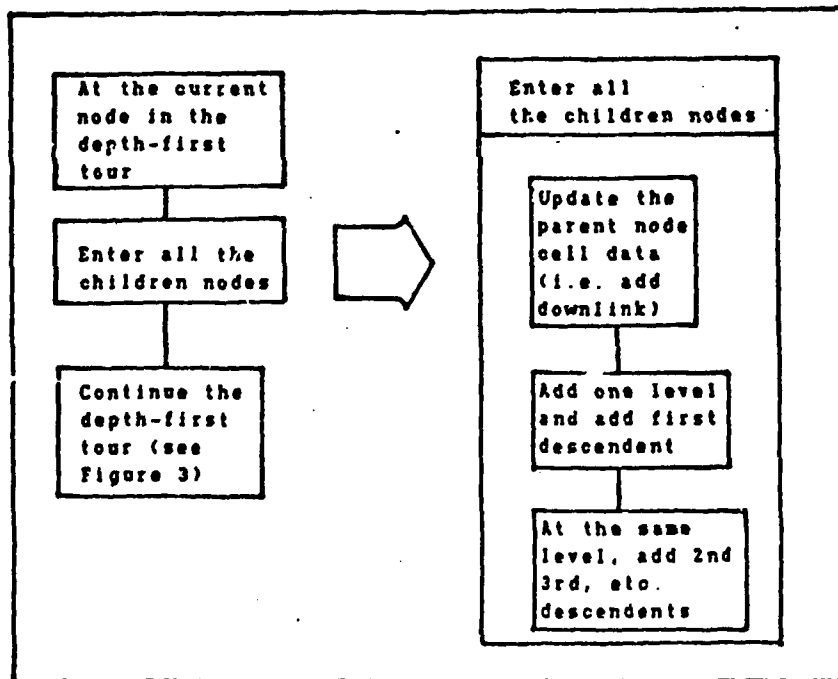 At the current
node in the
depth-first
tour
Enter all the
children nodes
Continue the
depth-first
tour (see
Figure 3)
Enter all
the children nodes
Update the
parent node
cell data
(i.e. add
downlink)
Add one level
and add first
descendent
At the same
level, add 2nd
3rd, etc.
descendents